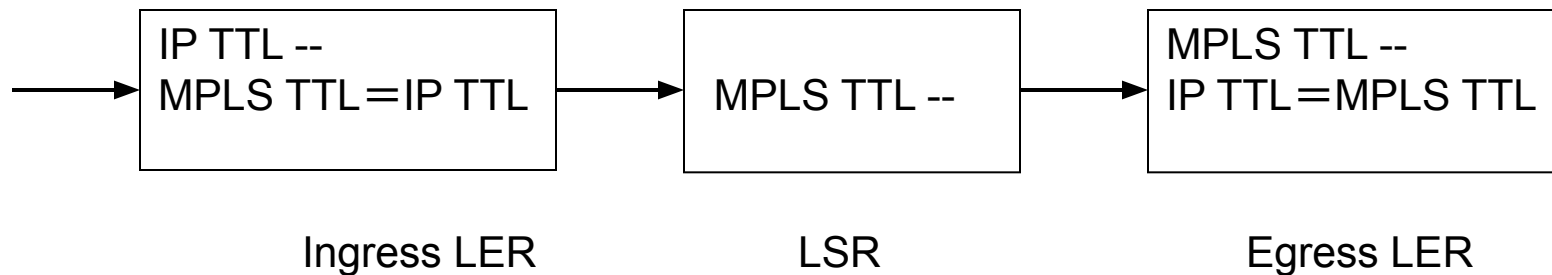 IP TTL --
MPLS TTL＝IP TTL
MPLS TTL --
MPLS TTL --
IP TTL＝MPLS TTL
Ingress LER
LSR
Egress LER